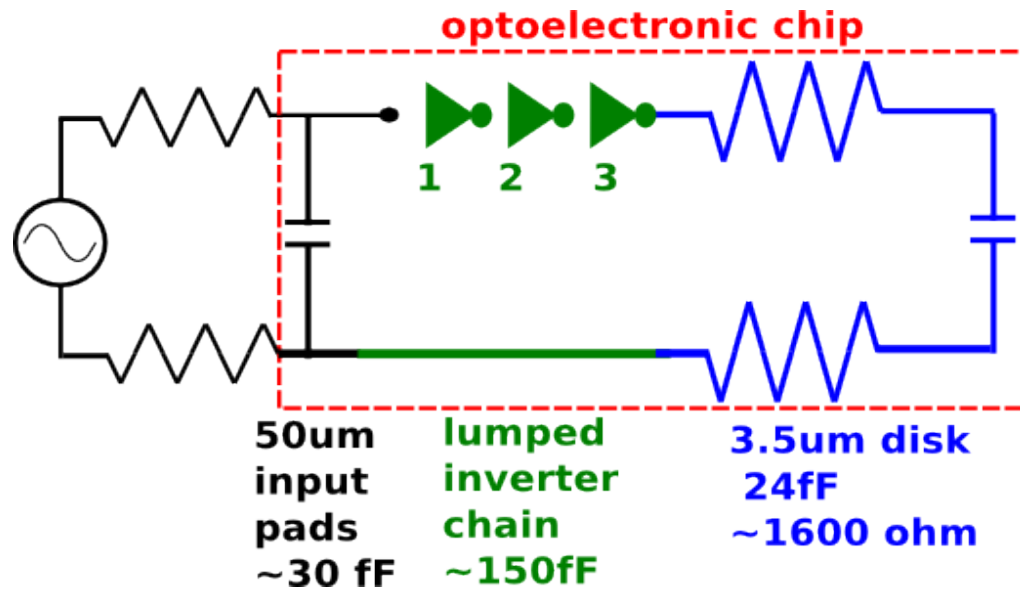 optoelectronic chip
1 2 3
50um
input
pads
~30 fF
lumped
inverter
chain
~150fF
3.5um disk
24fF
~1600 ohm